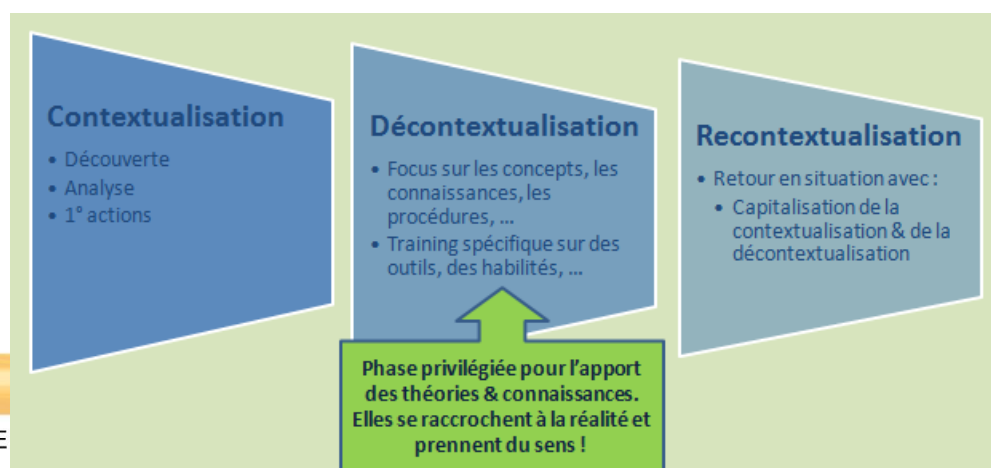 Contextualisation
• Découverte
• Analyse
• 1° actions
Décontextualisation
• Focus sur les concepts, les
connaissances, les
procédures, ...
• Training spécifique sur des
outils, des habilités, ...
Recontextualisation
• Retour en situation avec :
• Capitalisation de la
contextualisation & de la
décontextualisation
Phase privilégiée pour l'apport
des théories & connaissances.
Elles se raccrochent à la réalité et
prennent du sens !
E